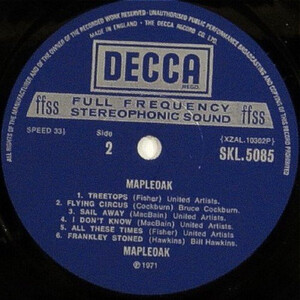 ALL RIGHTS OF THE MANUFACTURER AND OF THE OWNER OF THE RECORDED WORK RESERVED · UNAUTHORISED PUBLIC PERFORMANCE BROADCASTING AND COPYING OF THIS RECORD PROHIBITED
MADE IN ENGLAND · THE DECCA RECORD CO. LTD.
DECCA
REGD.
ffss FULL FREQUENCY ffss
STEREOPHONIC SOUND
SPEED 33⅓ Side (XZAL.10302P)
2 SKL.5085
MAPLEOAK
1. TREETOPS (Fisher) United Artists.
2. FLYING CIRCUS (Cockburn) Bruce Cockburn.
3. SAIL AWAY (MacBain) United Artists.
4. I DON'T KNOW (MacBain) United Artists.
5. ALL THESE TIMES (Fisher) United Artists.
6. FRANKLEY STONED (Hawkins) Bill Hawkins.
MAPLEOAK
℗ 1971